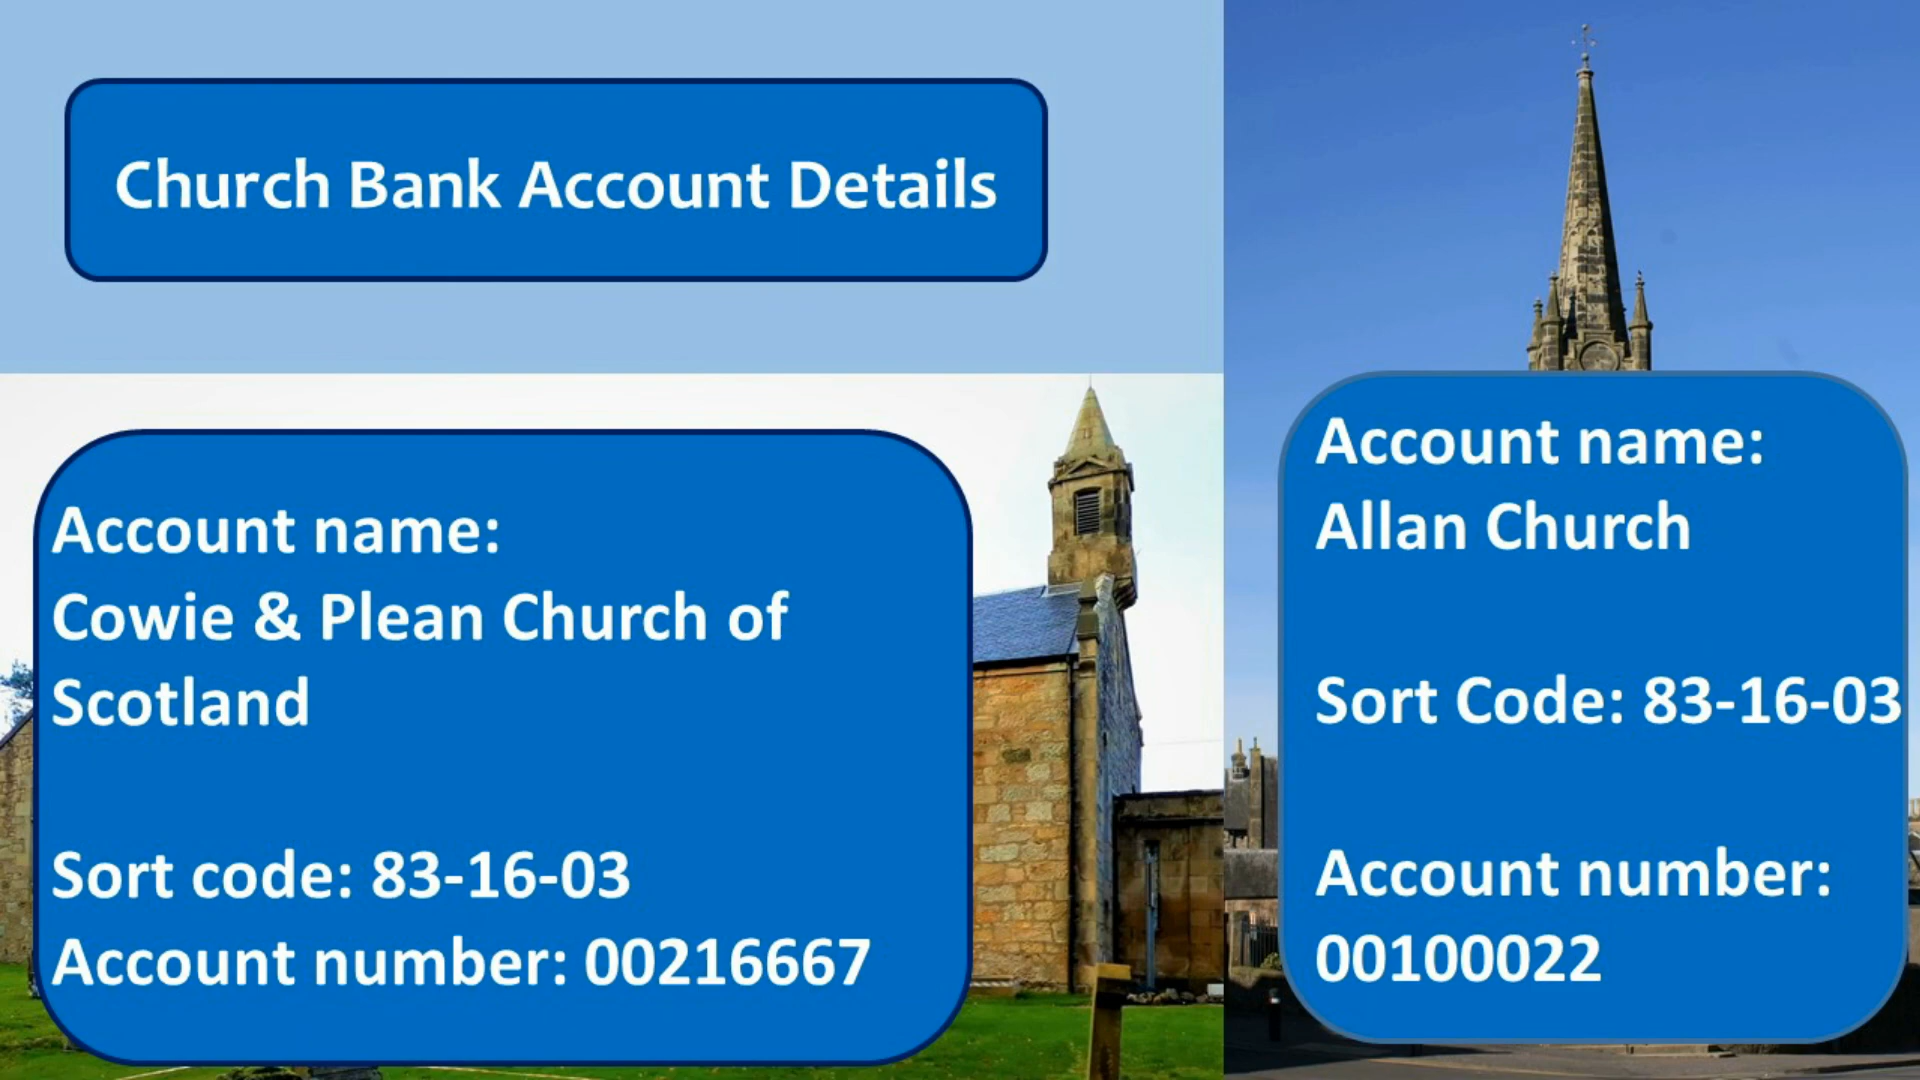 Church Bank Account Details
Account name:
Cowie & Plean Church of
Scotland
Sort code: 83-16-03
Account number: 00216667
Account name:
Allan Church
Sort Code: 83-16-03
Account number:
00100022